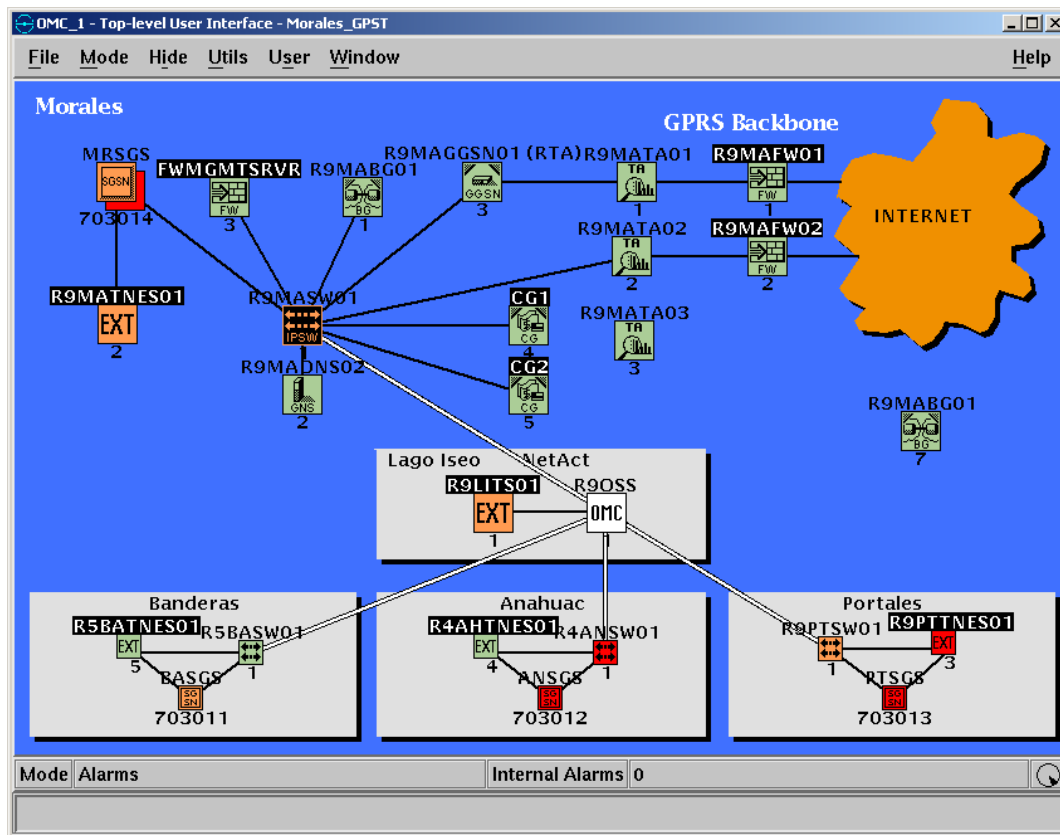 OMC_1 - Top-level User Interface - Morales_GPST
File Mode Hide Utils User Window Help
Morales
GPRS Backbone
MRSGS
SGSN
703014
FWMGMTSRVR
FW
3
R9MABG01
BG
1
R9MAGGSN01 (RTA)
GGSN
3
R9MATA01
TA
1
R9MAFW01
FW
1
INTERNET
R9MATA02
TA
2
R9MAFW02
FW
2
R9MATNES01
EXT
2
R9MASW01
IPSW
1
CG1
CG
4
R9MATA03
TA
3
R9MADNS02
GNS
2
CG2
CG
5
R9MABG01
BG
7
Lago Iseo NetAct
R9LITS01
EXT
1
R9OSS
OMC
1
Banderas
R5BATNES01
EXT
5
R5BASW01
1
BASGS
SG
SN
703011
Anahuac
R4AHTNES01
EXT
4
R4ANSW01
1
ANSGS
SG
SN
703012
Portales
R9PTSW01
1
R9PTTNES01
EXT
3
PTSGS
SG
SN
703013
Mode Alarms Internal Alarms 0